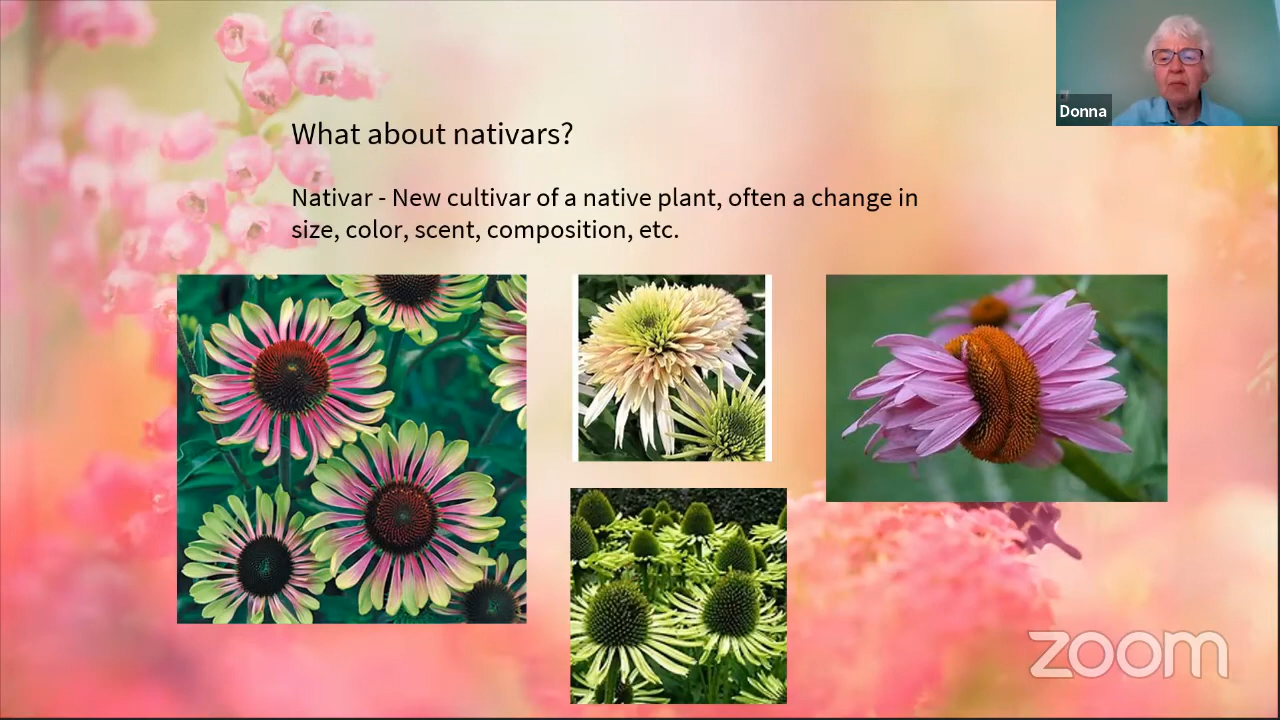 Donna
What about nativars?
Nativar - New cultivar of a native plant, often a change in
size, color, scent, composition, etc.
zoom